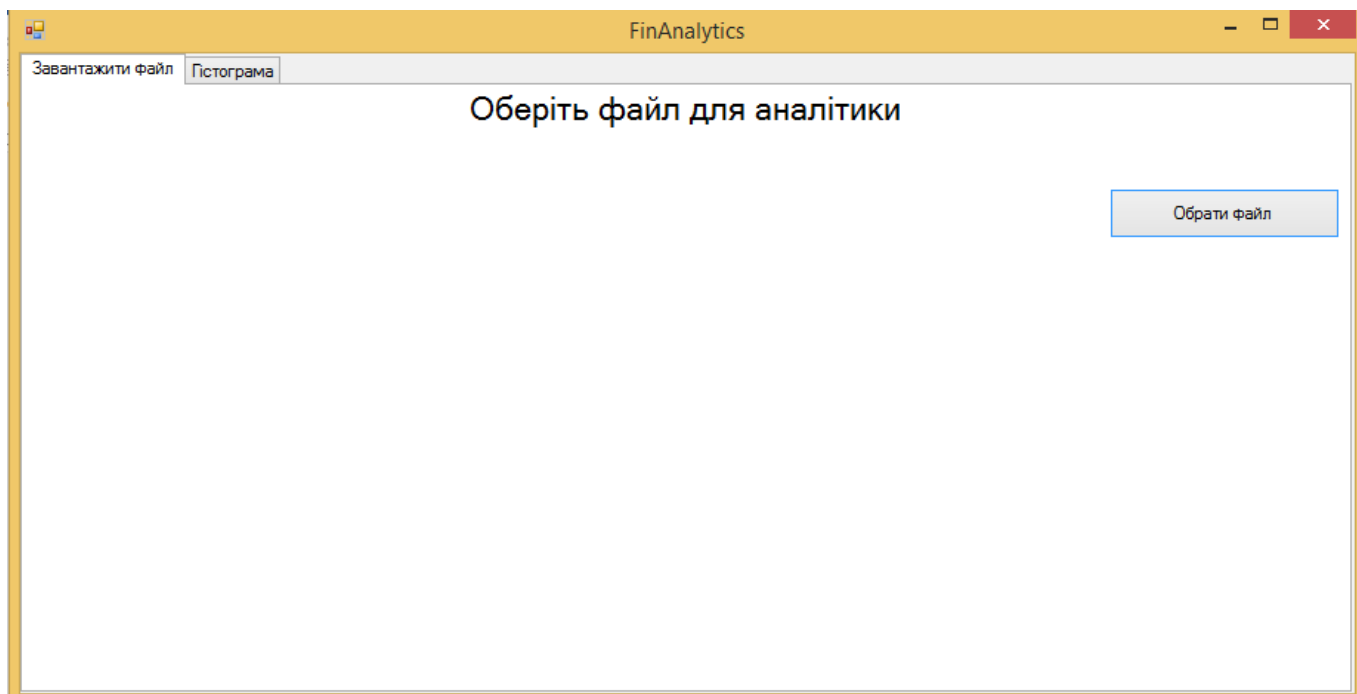 FinAnalytics
Завантажити файл Гістограма
Оберіть файл для аналітики
Обрати файл